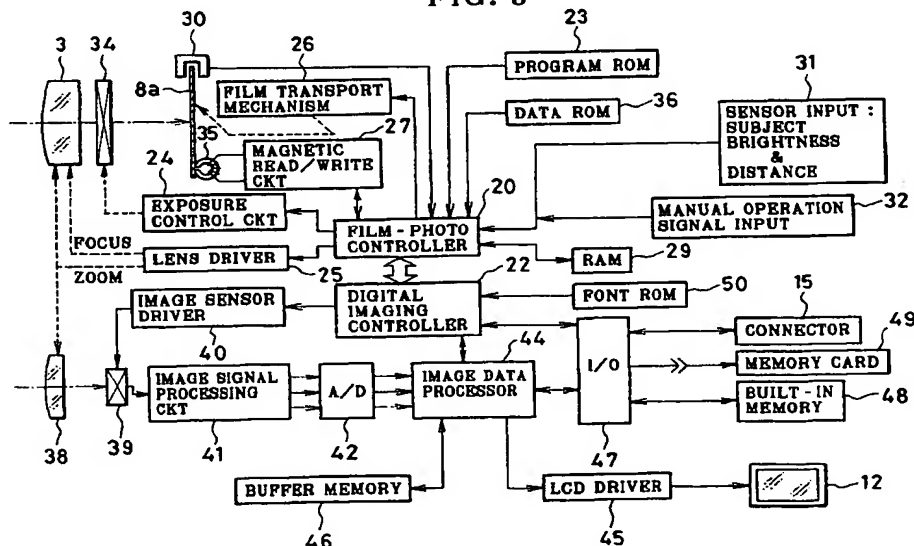 FIG.
3
34
30
26
23
31
8a
FILM TRANSPORT
MECHANISM
PROGRAM ROM
36
DATA ROM
SENSOR INPUT :
SUBJECT
BRIGHTNESS
&
DISTANCE
27
35
MAGNETIC
READ/WRITE
CKT
24
EXPOSURE
CONTROL CKT
20
FILM-PHOTO
CONTROLLER
MANUAL OPERATION
SIGNAL INPUT
32
FOCUS
LENS DRIVER
RAM
29
ZOOM
25
22
IMAGE SENSOR
DRIVER
DIGITAL
IMAGING
CONTROLLER
FONT ROM
50
15
CONNECTOR
49
40
44
I/O
MEMORY CARD
IMAGE SIGNAL
PROCESSING
CKT
A/D
IMAGE DATA
PROCESSOR
BUILT-IN
MEMORY
48
38
39
41
42
47
BUFFER MEMORY
LCD DRIVER
12
46
45